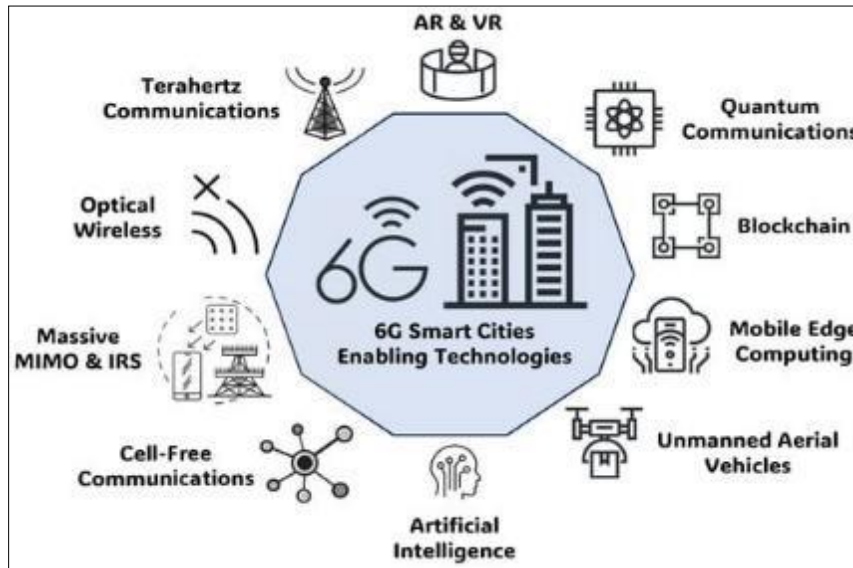 AR & VR
Terahertz
Communications
Quantum
Communications
Optical
Wireless
Blockchain
6G
6G Smart Cities
Enabling Technologies
Massive
MIMO & IRS
Mobile Edge
Computing
Cell-Free
Communications
Unmanned Aerial
Vehicles
Artificial
Intelligence